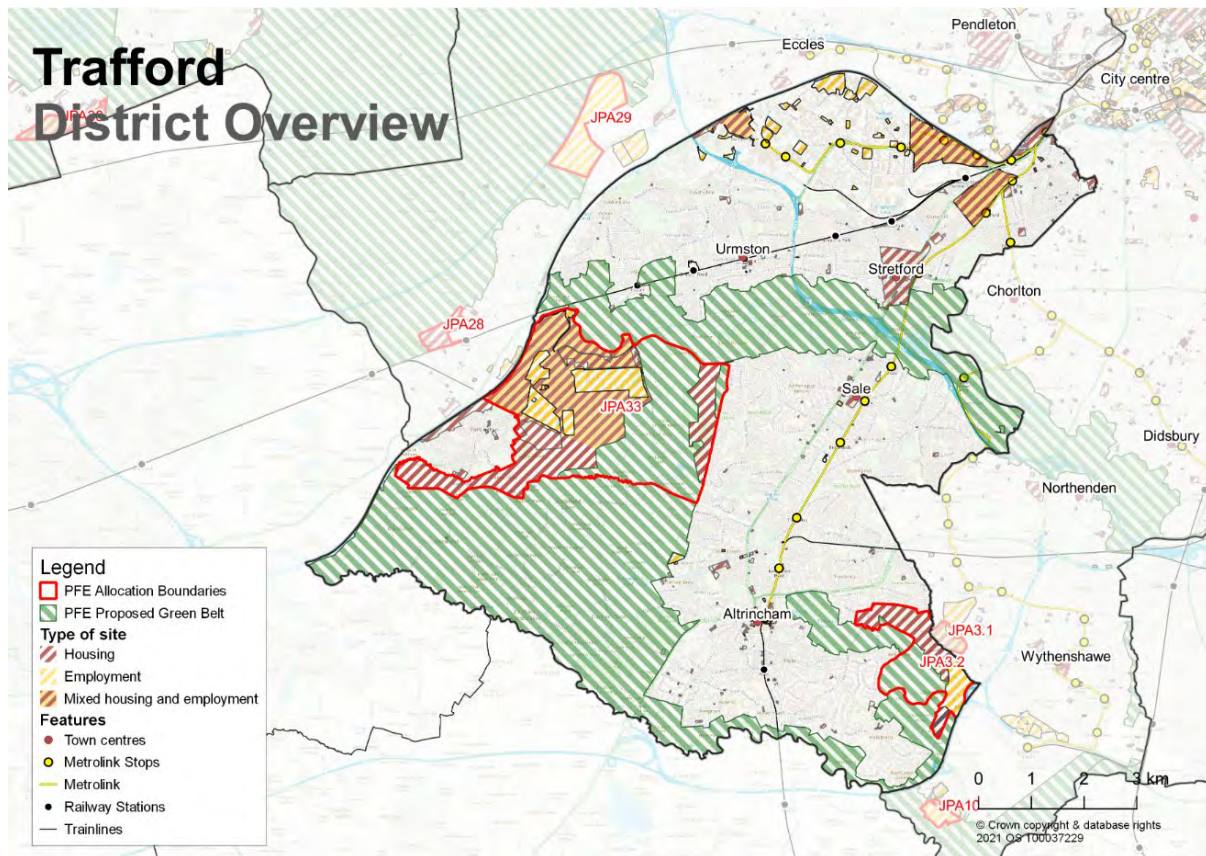 Trafford
District Overview
Pendleton
Eccles
City centre
JPA29
Urmston
Stretford
Chorlton
JPA28
JPA33
Sale
Didsbury
Northenden
Altrincham
JPA3.1
JPA3.2
Wythenshawe
JPA10
Legend
PFE Allocation Boundaries
PFE Proposed Green Belt
Type of site
Housing
Employment
Mixed housing and employment
Features
Town centres
Metrolink Stops
Metrolink
Railway Stations
Trainlines
0 1 2 3 km
© Crown copyright & database rights
2021 OS 100037229